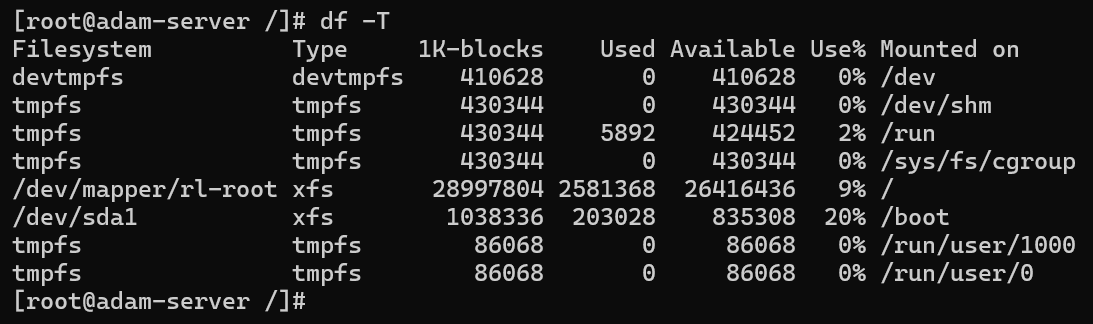 [root@adam-server /]# df -T
Filesystem          Type     1K-blocks    Used Available Use% Mounted on
devtmpfs            devtmpfs    410628       0    410628   0% /dev
tmpfs               tmpfs       430344       0    430344   0% /dev/shm
tmpfs               tmpfs       430344    5892    424452   2% /run
tmpfs               tmpfs       430344       0    430344   0% /sys/fs/cgroup
/dev/mapper/rl-root xfs       28997804 2581368  26416436   9% /
/dev/sda1           xfs        1038336  203028    835308  20% /boot
tmpfs               tmpfs        86068       0     86068   0% /run/user/1000
tmpfs               tmpfs        86068       0     86068   0% /run/user/0
[root@adam-server /]#